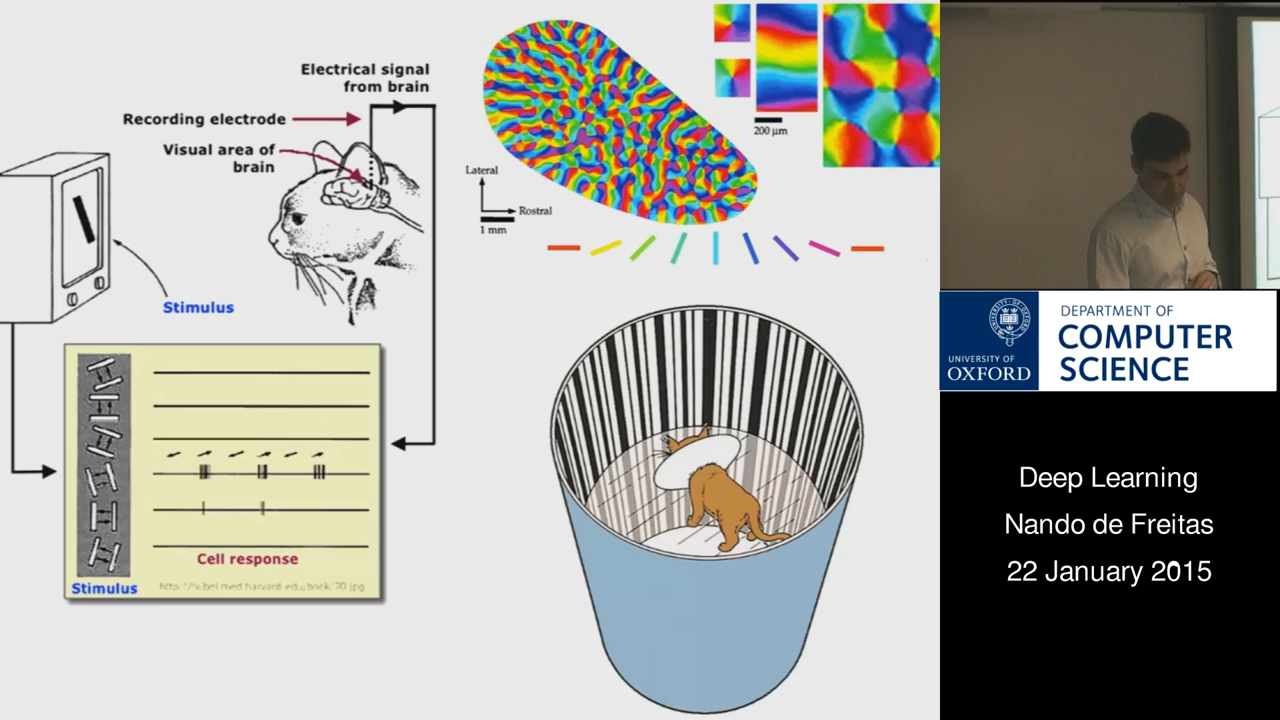 Electrical signal
from brain
Recording electrode
Visual area of
brain
Stimulus
Cell response
Stimulus
Lateral
Rostral
1 mm
200 µm
UNIVERSITY OF
OXFORD
DEPARTMENT OF
COMPUTER
SCIENCE
Deep Learning
Nando de Freitas
22 January 2015